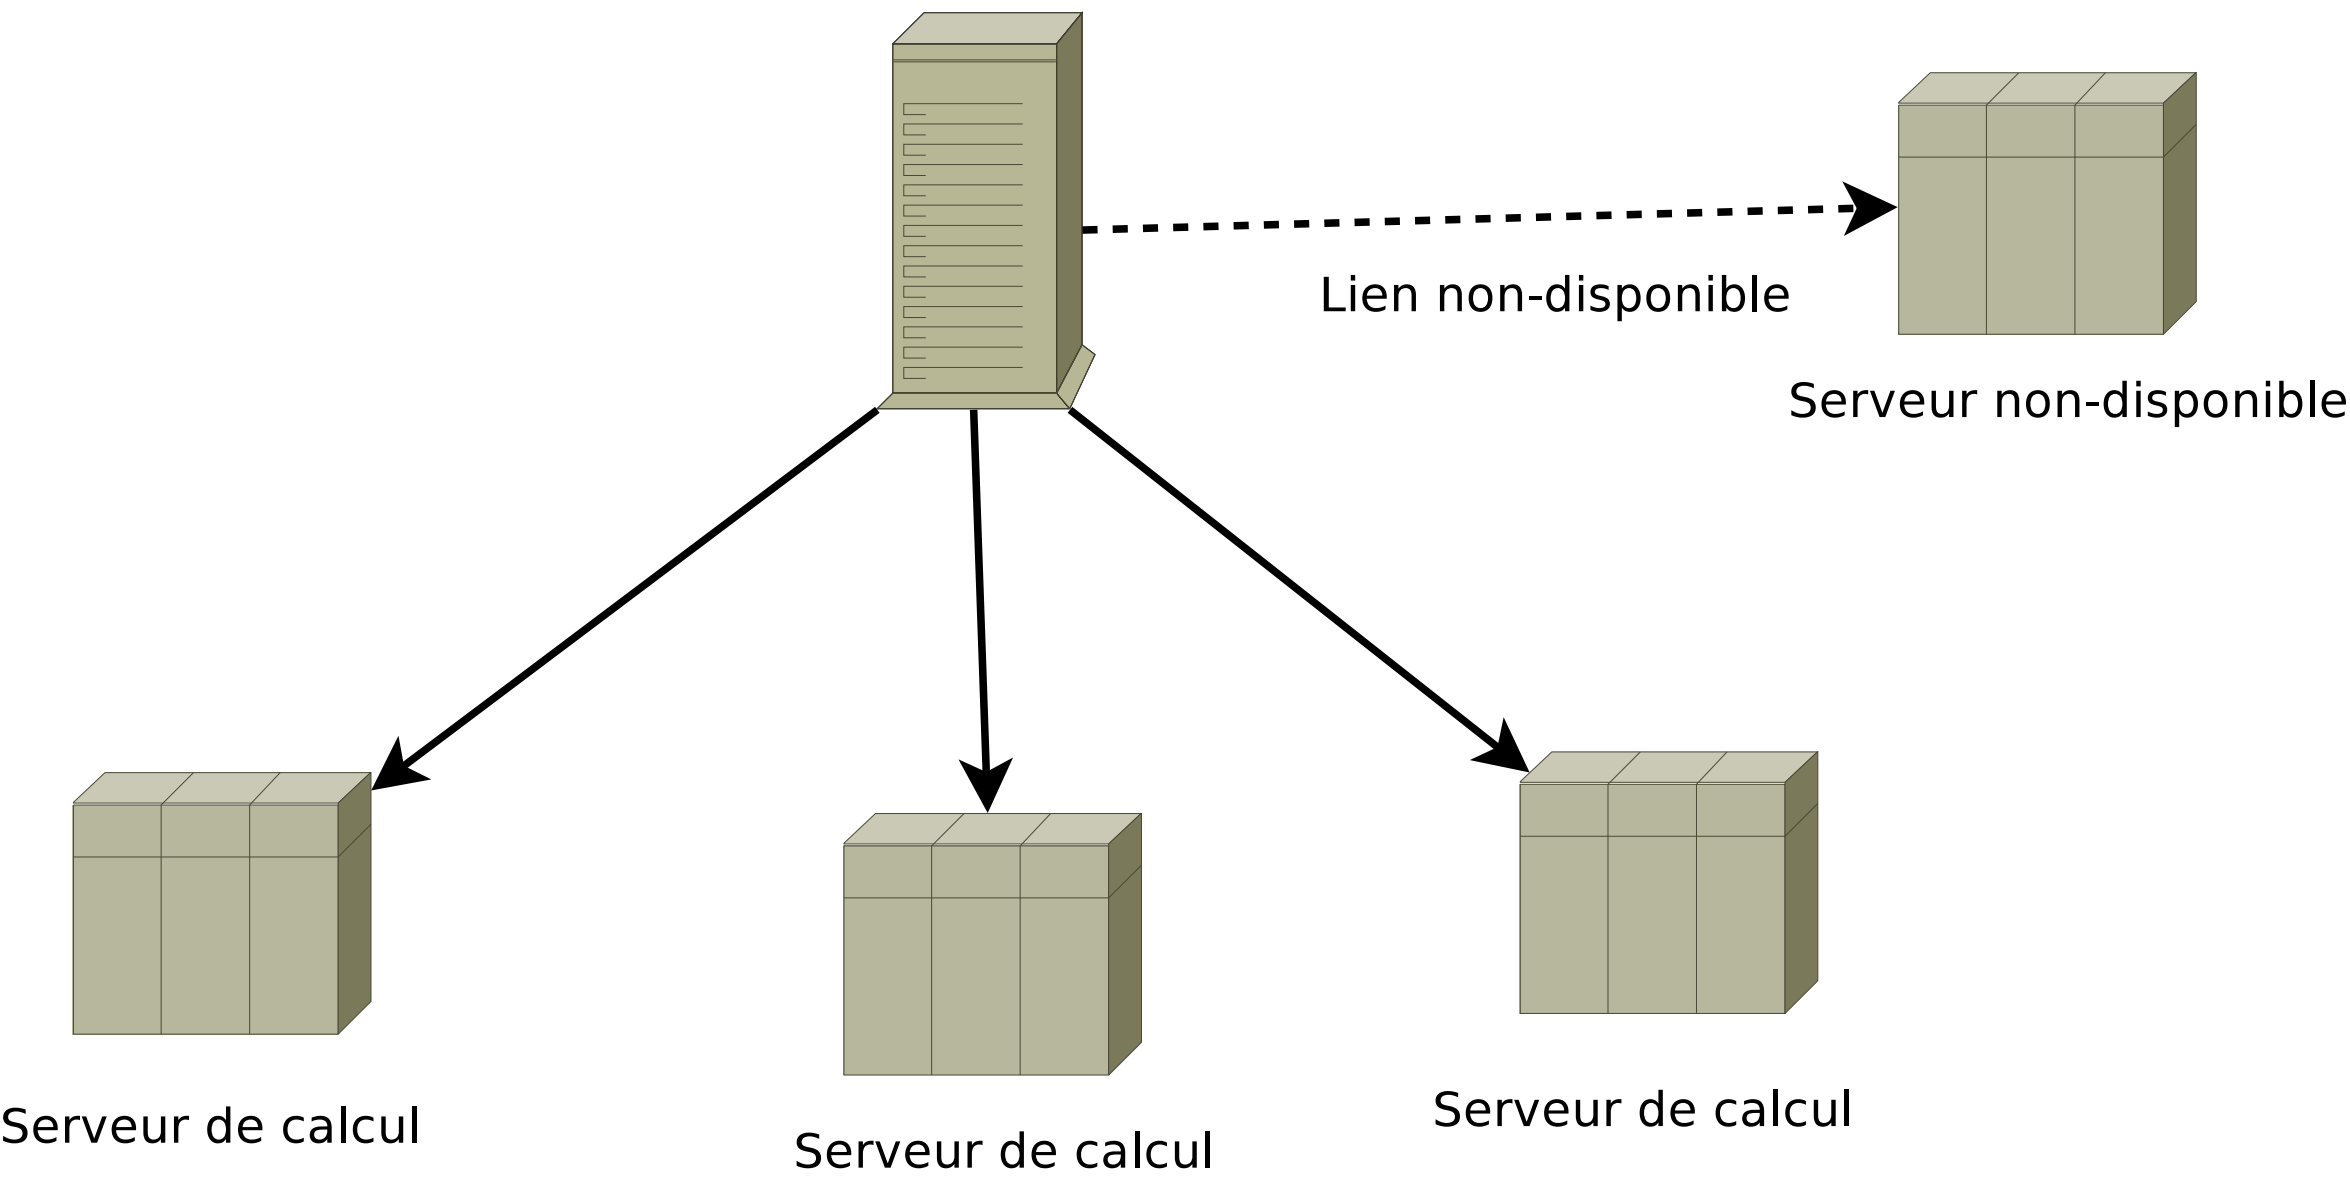 Lien non-disponible
Serveur non-disponible
Serveur de calcul
Serveur de calcul
Serveur de calcul